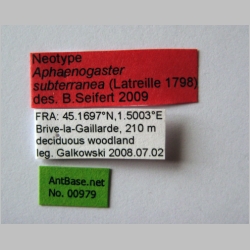 Neotype
Aphaenogaster
subterranea (Latreille 1798)
des. B.Seifert 2009
FRA: 45.1697°N,1.5003°E
Brive-la-Gaillarde, 210 m
deciduous woodland
leg. Galkowski 2008.07.02
AntBase.net
No. 00979